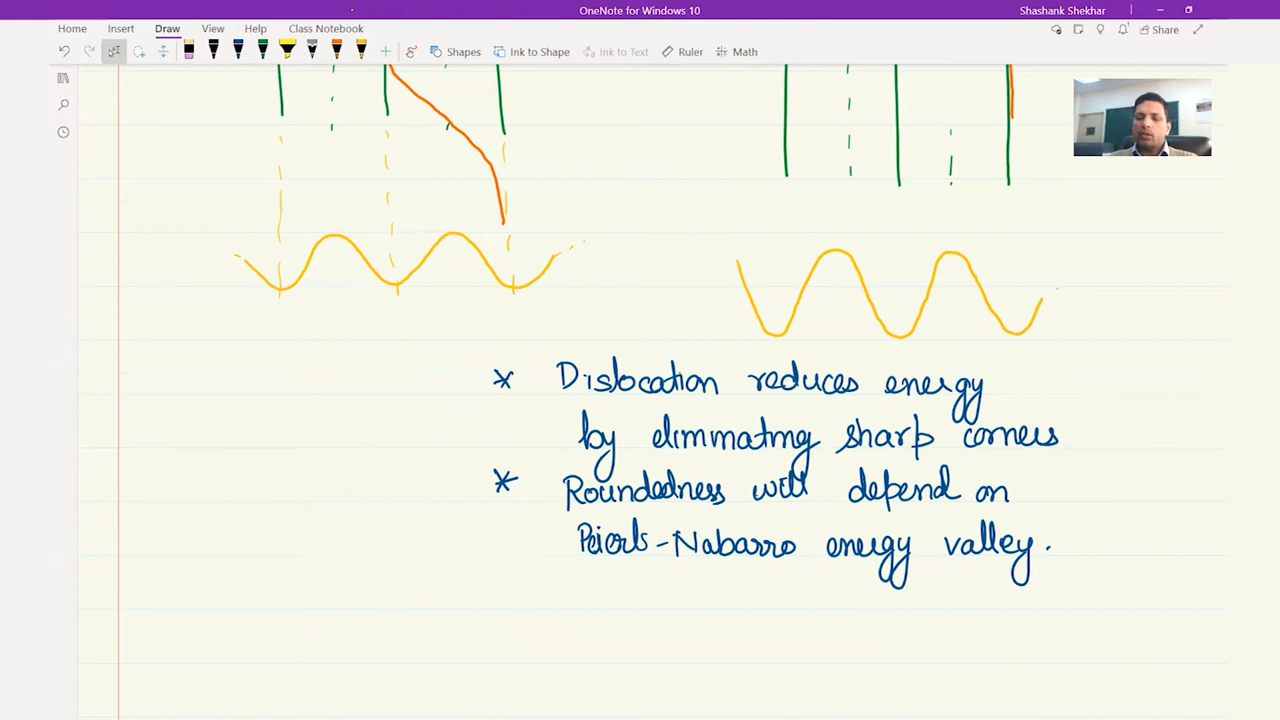 OneNote for Windows 10
Shashank Shekhar
Home Insert Draw View Help Class Notebook
Share
Shapes Ink to Shape Ink to Text Ruler Math
* Dislocation reduces energy
by eliminating sharp corners
* Roundedness will depend on
Peierls-Nabarro energy valley.